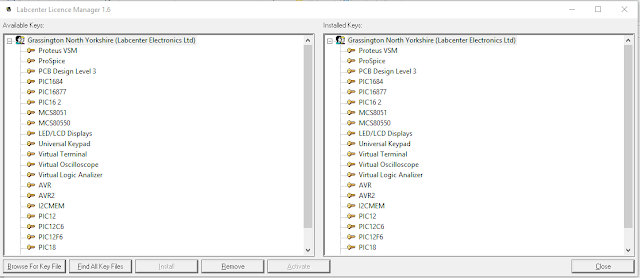 Labcenter Licence Manager 1.6
Available Keys:
Grassington North Yorkshire (Labcenter Electronics Ltd)
Proteus VSM
ProSpice
PCB Design Level 3
PIC1684
PIC16877
PIC16 2
MCS8051
MCS80550
LED/LCD Displays
Universal Keypad
Virtual Terminal
Virtual Oscilloscope
Virtual Logic Analizer
AVR
AVR2
I2CMEM
PIC12
PIC12C6
PIC12F6
PIC18
Installed Keys:
Grassington North Yorkshire (Labcenter Electronics Ltd)
Proteus VSM
ProSpice
PCB Design Level 3
PIC1684
PIC16877
PIC16 2
MCS8051
MCS80550
LED/LCD Displays
Universal Keypad
Virtual Terminal
Virtual Oscilloscope
Virtual Logic Analizer
AVR
AVR2
I2CMEM
PIC12
PIC12C6
PIC12F6
PIC18
Browse For Key File
Find All Key Files
Install
Remove
Activate
Close